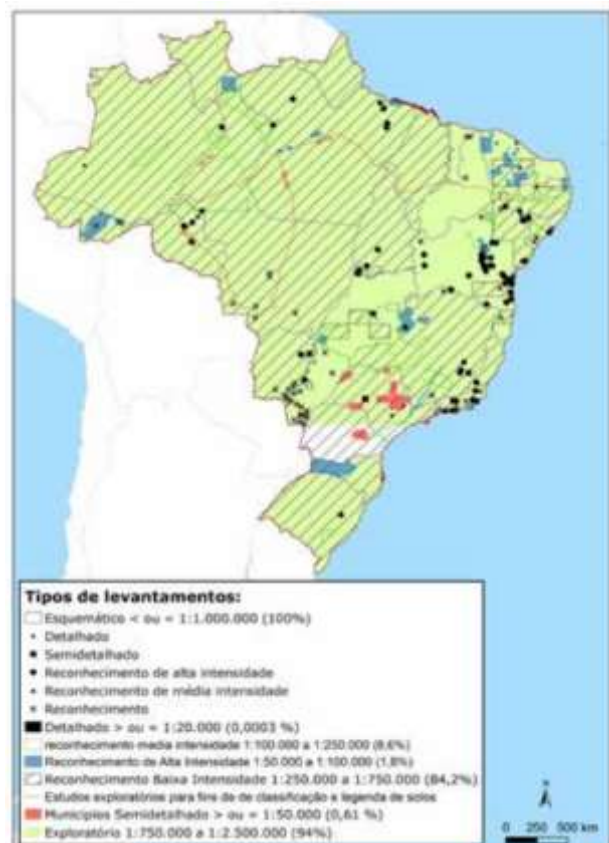 Tipos de levantamentos:
Esquemático < ou = 1:1.000.000 (100%)
Detalhado
Semidetalhado
Reconhecimento de alta intensidade
Reconhecimento de média intensidade
Reconhecimento
Detalhado > ou = 1:20.000 (0,0003 %)
reconhecimento media intensidade 1:100.000 a 1:250.000 (8,6%)
Reconhecimento de Alta Intensidade 1:50.000 a 1:100.000 (1,8%)
Reconhecimento Baixa Intensidade 1:250.000 a 1:750.000 (84,2%)
Estudos exploratórios para fins da de classificação e legenda de solos
Municípios Semidetalhado > ou = 1:50.000 (0,61 %)
Exploratório 1:750.000 a 1:2.500.000 (94%)
0 250 500 km